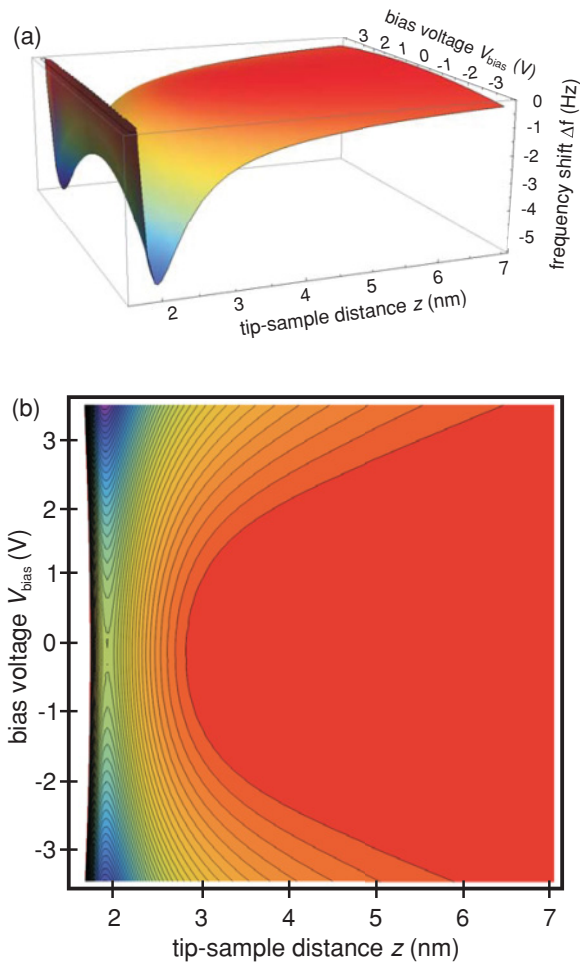 (a)
bias voltage Vbias (V)
3 2 1 0 -1 -2 -3
0
-1
-2
-3
-4
-5
frequency shift Δf (Hz)
2 3 4 5 6 7
tip-sample distance z (nm)
(b)
3
2
1
0
-1
-2
-3
bias voltage Vbias (V)
2 3 4 5 6 7
tip-sample distance z (nm)